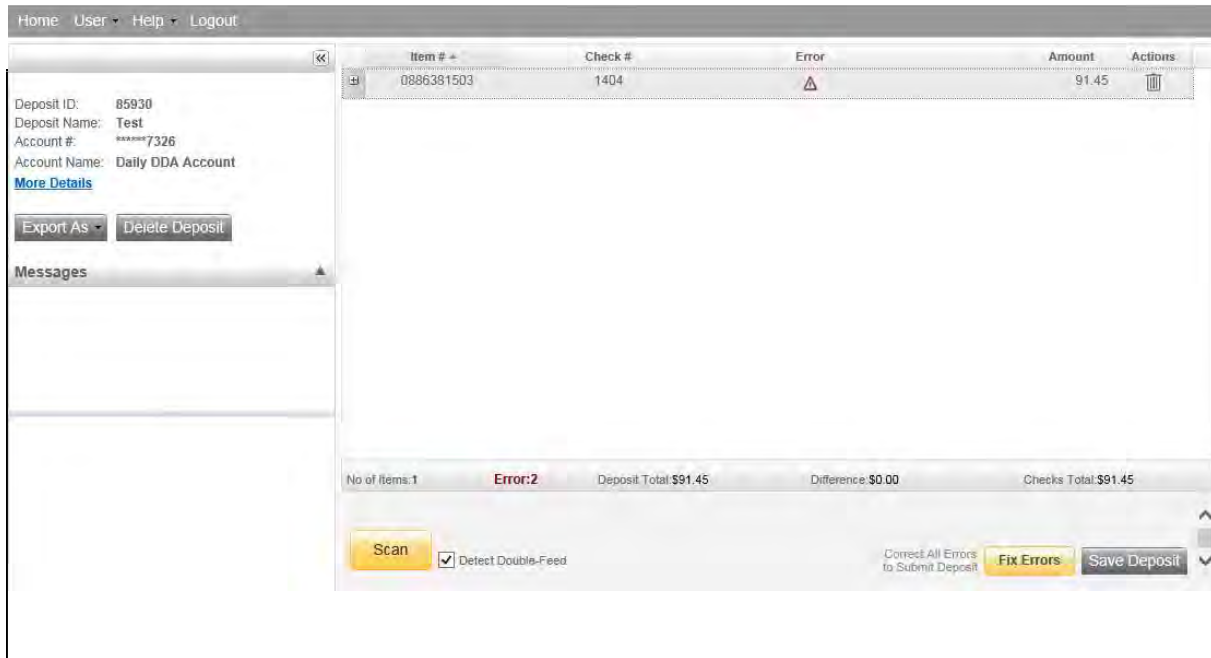 Home User Help Logout
Item # Check # Error Amount Actions
0886381503 1404 91.45
Deposit ID: 85930
Deposit Name: Test
Account #: ******7326
Account Name: Daily DDA Account
More Details
Export As Delete Deposit
Messages
No of Items:1 Error:2 Deposit Total:$91.45 Difference:$0.00 Checks Total:$91.45
Scan
Detect Double-Feed
Correct All Errors
to Submit Deposit
Fix Errors Save Deposit